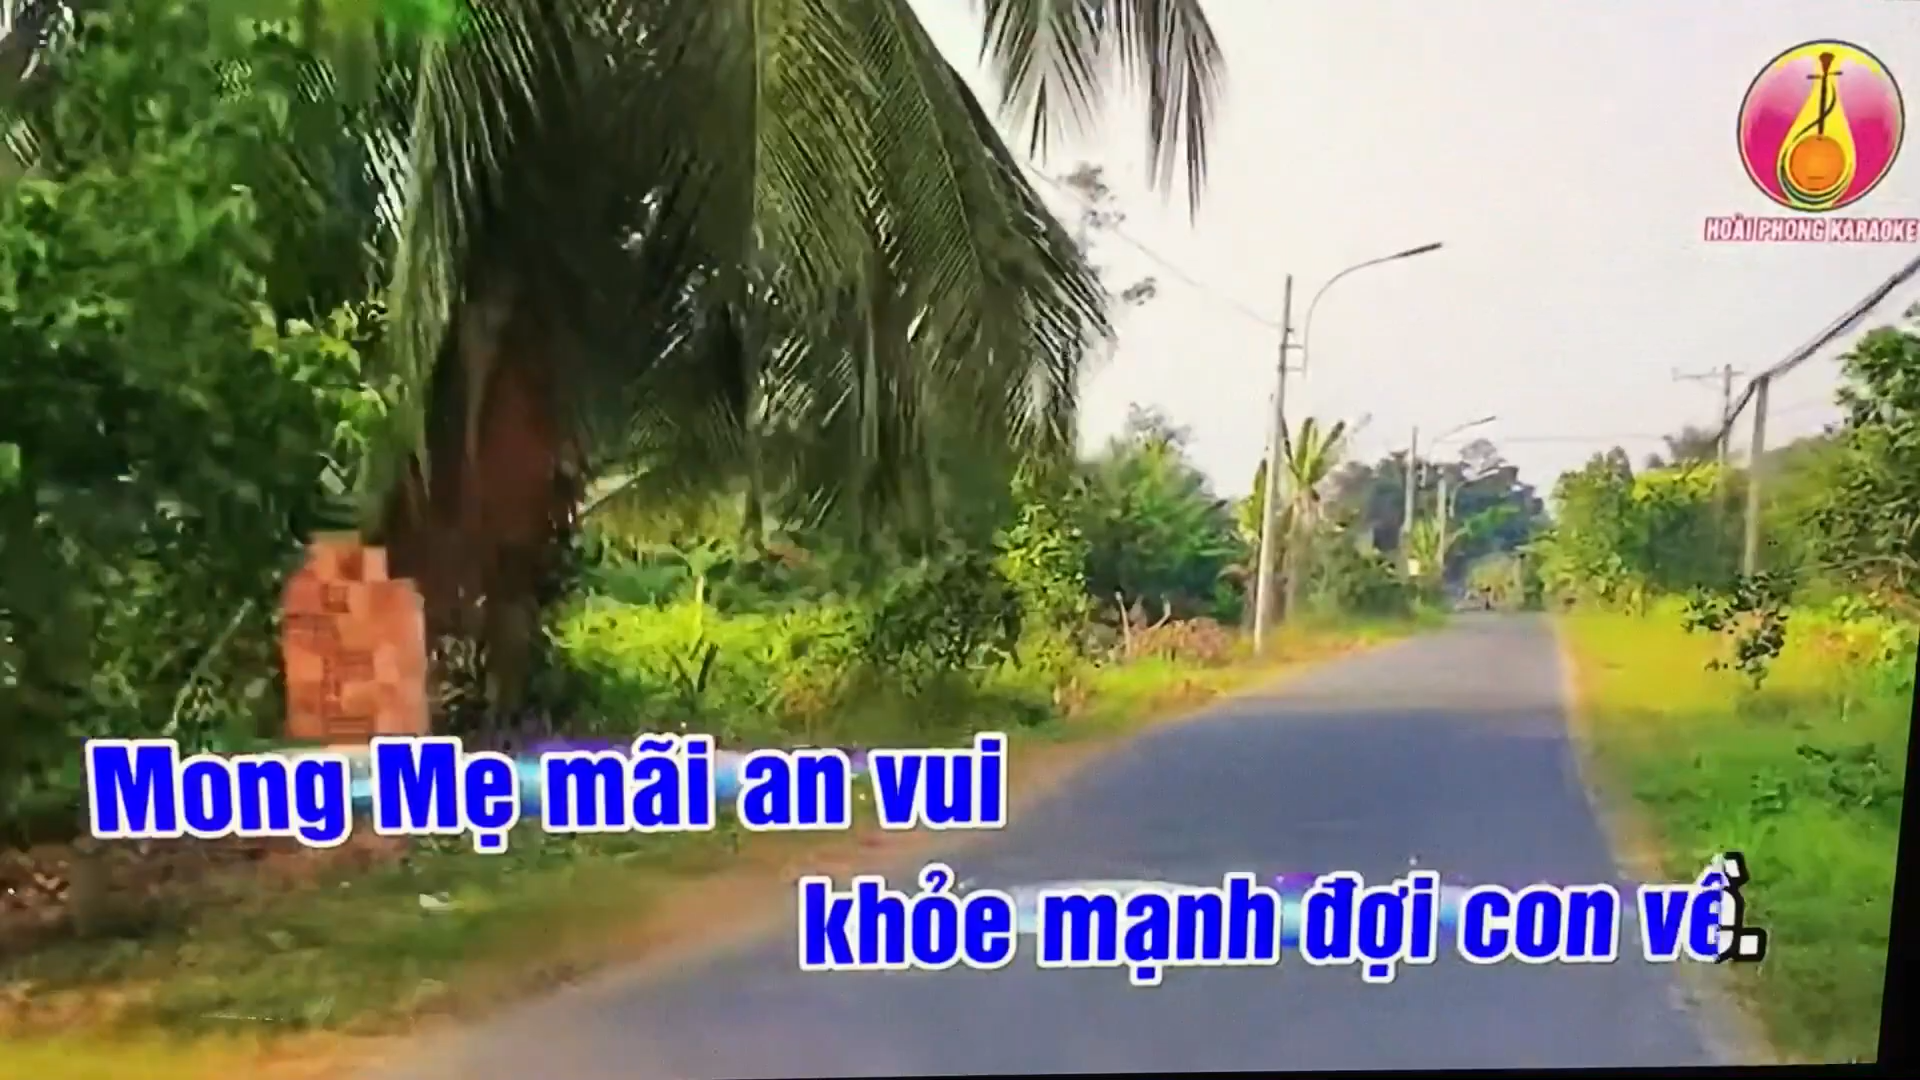 HOÀI PHONG KARAOKE
Mong Mẹ mãi an vui
khỏe mạnh đợi con về.